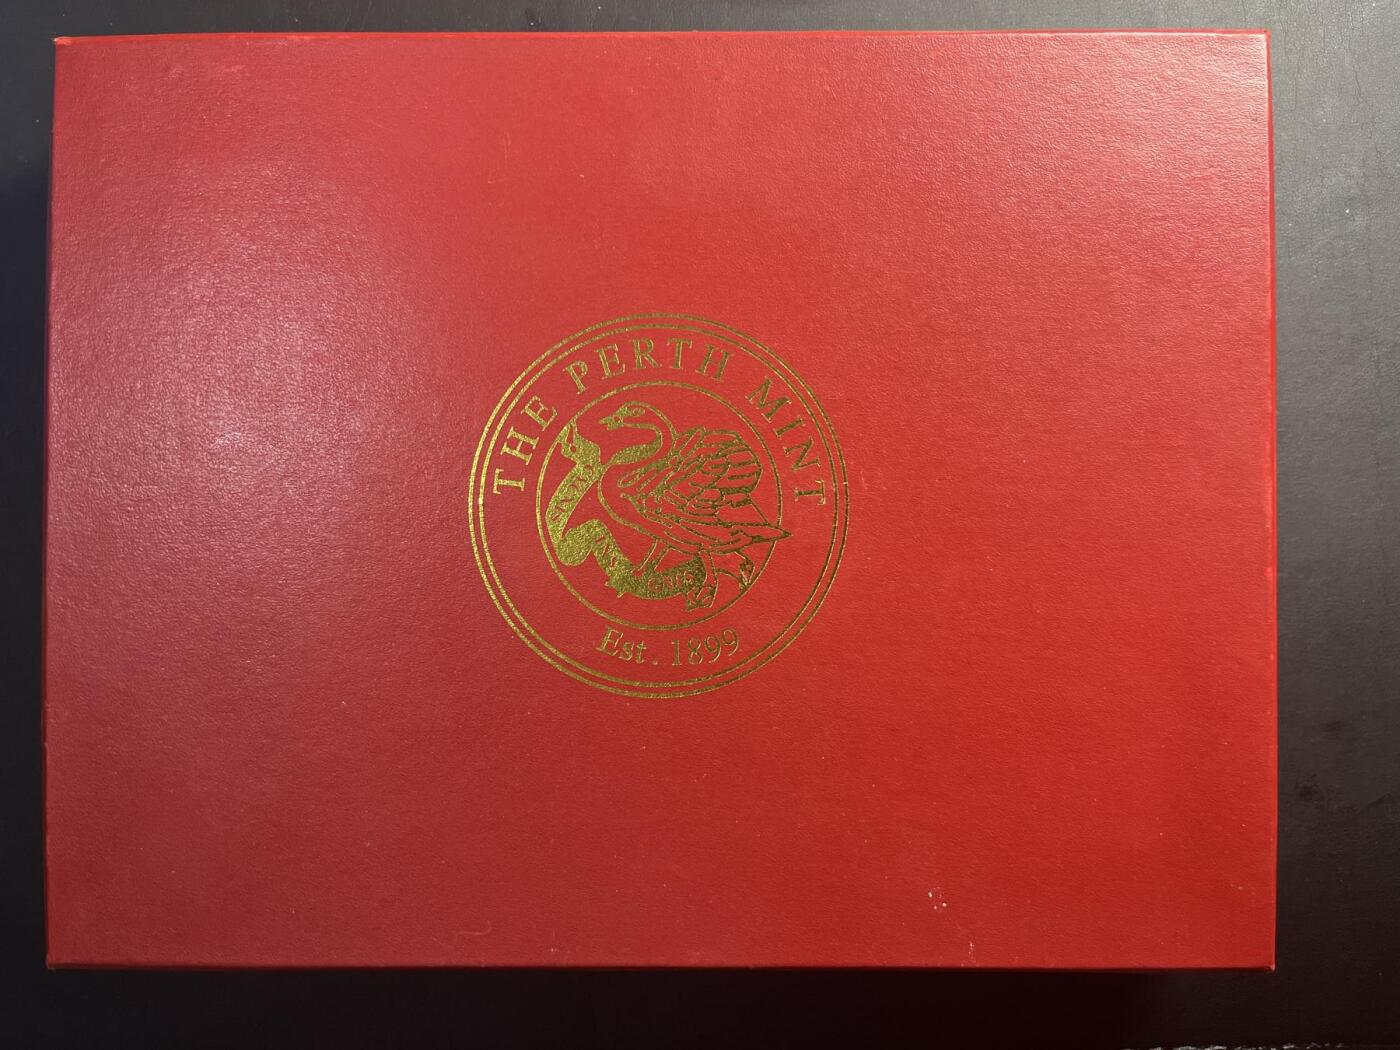 THE PERTH MINT
Est. 1899